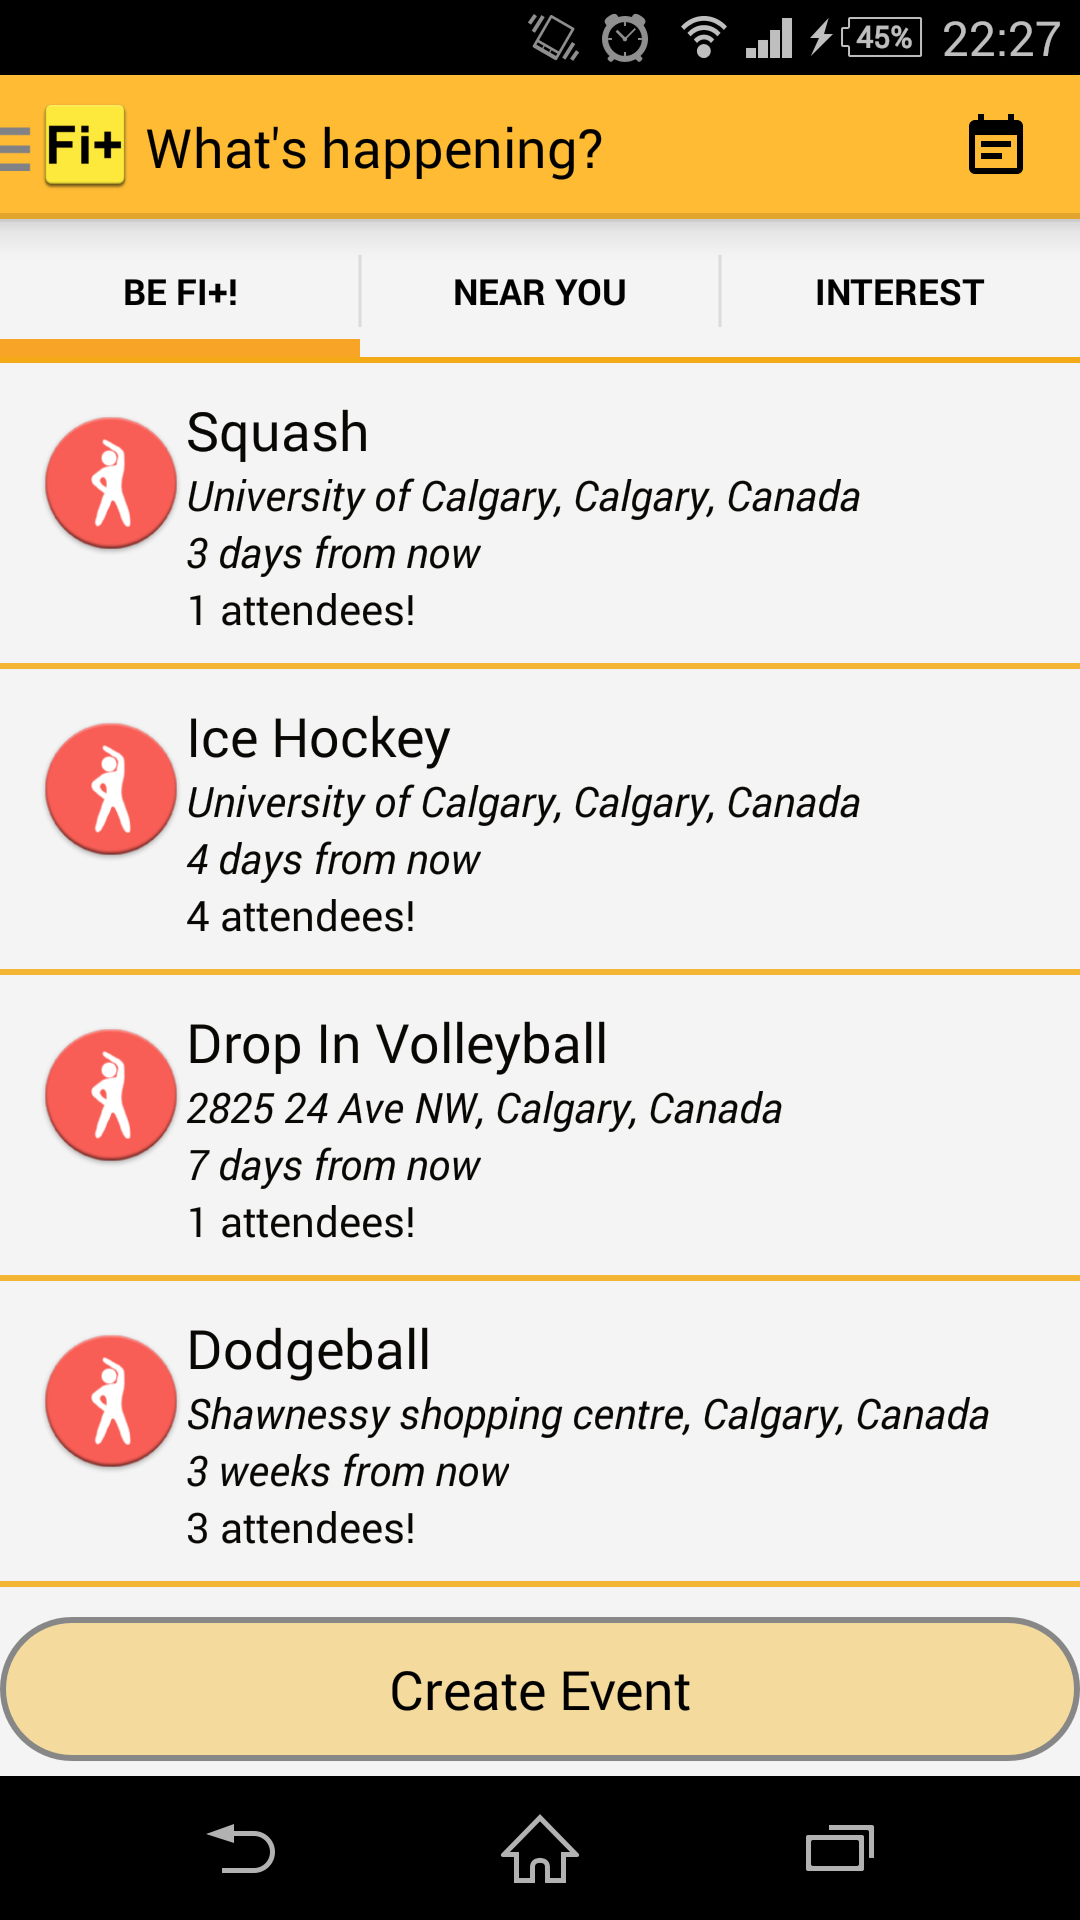 45% 22:27
Fi+ What's happening?
BE FI+! NEAR YOU INTEREST
Squash
University of Calgary, Calgary, Canada
3 days from now
1 attendees!
Ice Hockey
University of Calgary, Calgary, Canada
4 days from now
4 attendees!
Drop In Volleyball
2825 24 Ave NW, Calgary, Canada
7 days from now
1 attendees!
Dodgeball
Shawnessy shopping centre, Calgary, Canada
3 weeks from now
3 attendees!
Create Event